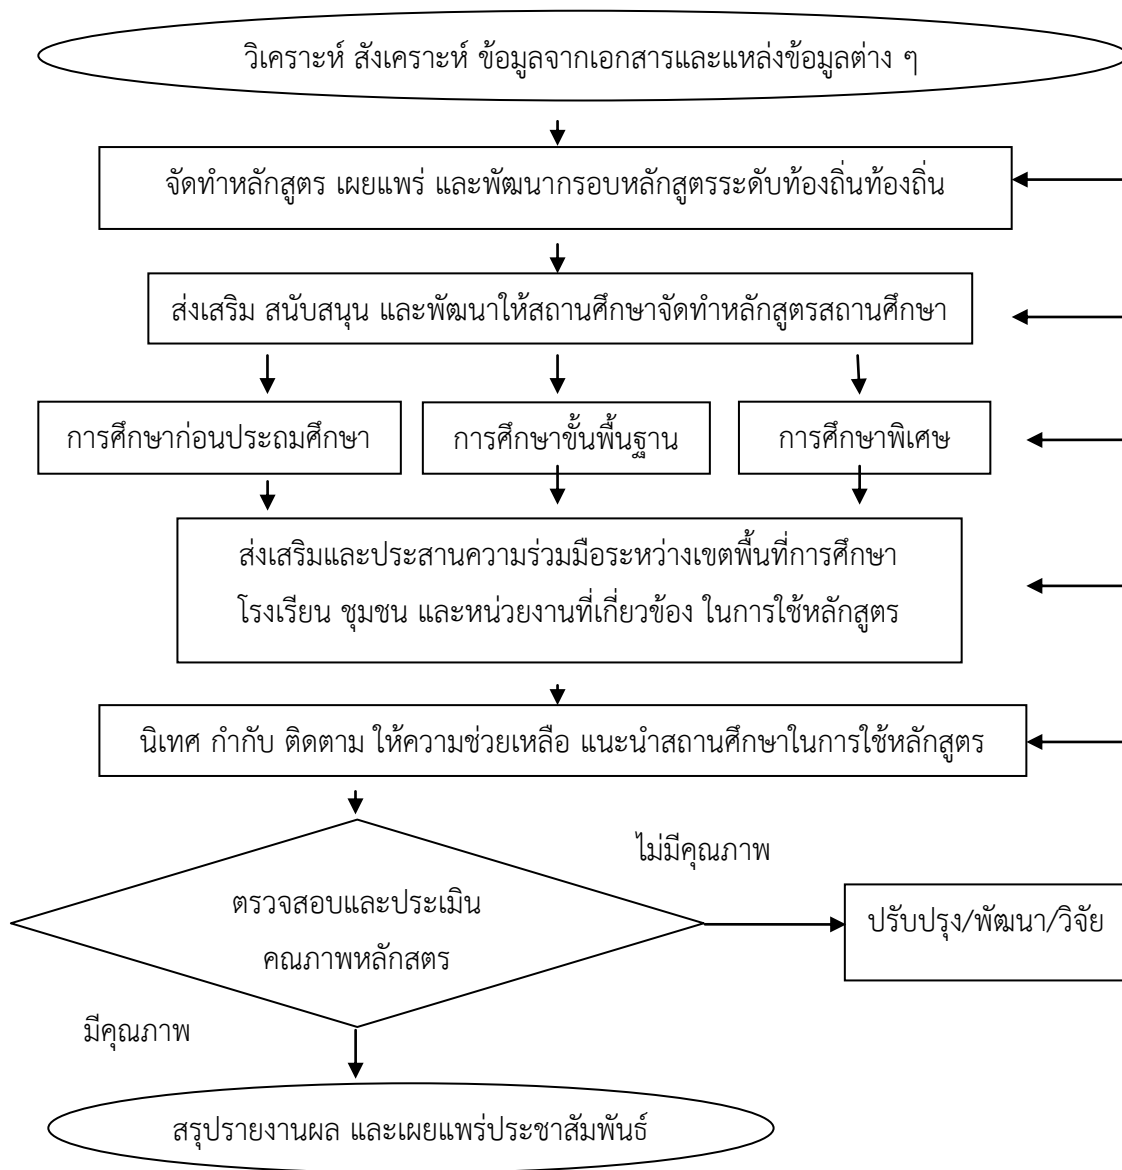 วิเคราะห์ สังเคราะห์ ข้อมูลจากเอกสารและแหล่งข้อมูลต่าง ๆ
จัดทำหลักสูตร เผยแพร่ และพัฒนากรอบหลักสูตรระดับท้องถิ่นท้องถิ่น
ส่งเสริม สนับสนุน และพัฒนาให้สถานศึกษาจัดทำหลักสูตรสถานศึกษา
การศึกษาก่อนประถมศึกษา
การศึกษาขั้นพื้นฐาน
การศึกษาพิเศษ
ส่งเสริมและประสานความร่วมมือระหว่างเขตพื้นที่การศึกษา
โรงเรียน ชุมชน และหน่วยงานที่เกี่ยวข้อง ในการใช้หลักสูตร
นิเทศ กำกับ ติดตาม ให้ความช่วยเหลือ แนะนำสถานศึกษาในการใช้หลักสูตร
ไม่มีคุณภาพ
ตรวจสอบและประเมิน
คุณภาพหลักสูตร
ปรับปรุง/พัฒนา/วิจัย
มีคุณภาพ
สรุปรายงานผล และเผยแพร่ประชาสัมพันธ์